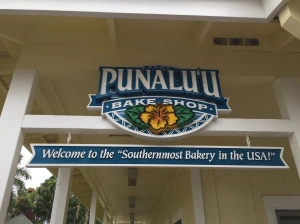 PUNALU'U
BAKE SHOP
Welcome to the "Southernmost Bakery in the USA!"